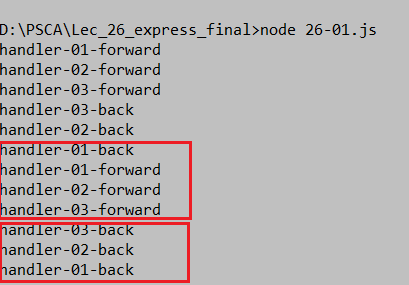 D:\PSCA\Lec_26_express_final>node 26-01.js
handler-01-forward
handler-02-forward
handler-03-forward
handler-03-back
handler-02-back
handler-01-back
handler-01-forward
handler-02-forward
handler-03-forward
handler-03-back
handler-02-back
handler-01-back